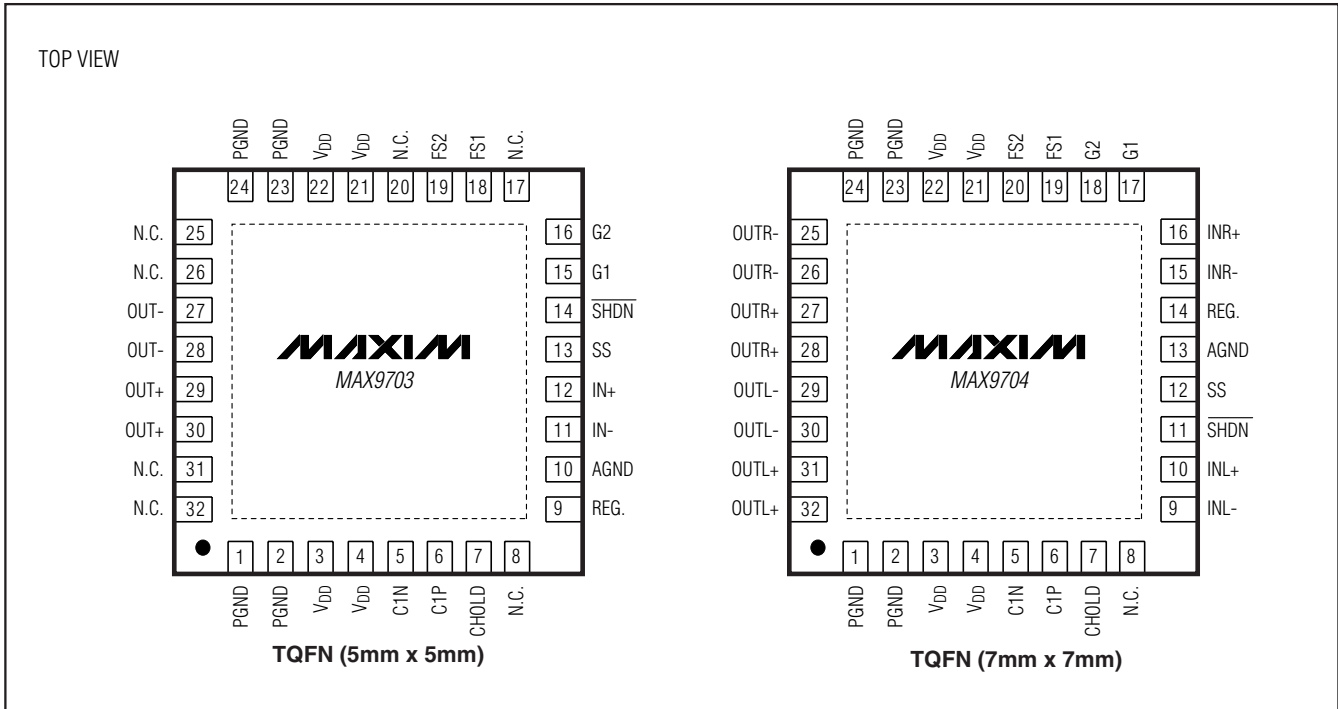 TOP VIEW
PGND PGND VDD VDD N.C. FS2 FS1 N.C.
24 23 22 21 20 19 18 17
N.C. 25
N.C. 26
OUT- 27
OUT- 28
OUT+ 29
OUT+ 30
N.C. 31
N.C. 32
MAXIM
MAX9703
16 G2
15 G1
14 SHDN
13 SS
12 IN+
11 IN-
10 AGND
9 REG.
1 2 3 4 5 6 7 8
PGND PGND VDD VDD C1N C1P CHOLD N.C.
TQFN (5mm x 5mm)
PGND PGND VDD VDD FS2 FS1 G2 G1
24 23 22 21 20 19 18 17
OUTR- 25
OUTR- 26
OUTR+ 27
OUTR+ 28
OUTL- 29
OUTL- 30
OUTL+ 31
OUTL+ 32
MAXIM
MAX9704
16 INR+
15 INR-
14 REG.
13 AGND
12 SS
11 SHDN
10 INL+
9 INL-
1 2 3 4 5 6 7 8
PGND PGND VDD VDD C1N C1P CHOLD N.C.
TQFN (7mm x 7mm)